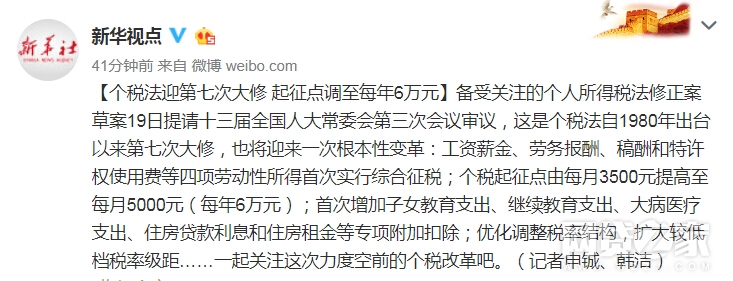 新华视点
新华社
XINHUA NEWS AGENCY
41分钟前 来自 微博 weibo.com
【个税法迎第七次大修 起征点调至每年6万元】备受关注的个人所得税法修正案
草案19日提请十三届全国人大常委会第三次会议审议，这是个税法自1980年出台
以来第七次大修，也将迎来一次根本性变革：工资薪金、劳务报酬、稿酬和特许
权使用费等四项劳动性所得首次实行综合征税；个税起征点由每月3500元提高至
每月5000元（每年6万元）；首次增加子女教育支出、继续教育支出、大病医疗
支出、住房贷款利息和住房租金等专项附加扣除；优化调整税率结构，扩大较低
档税率级距……一起关注这次力度空前的个税改革吧。（记者申铖、韩洁）
网贷之家